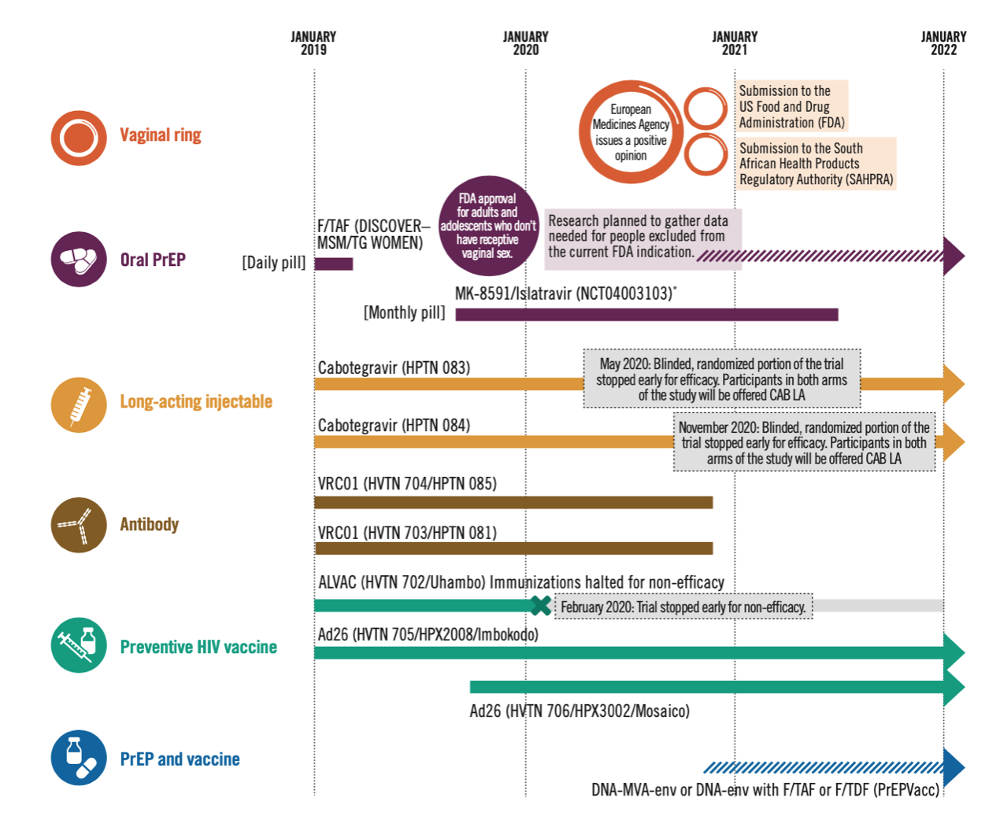 JANUARY
2019
JANUARY
2020
JANUARY
2021
JANUARY
2022
Vaginal ring
European
Medicines Agency
issues a positive
opinion
Submission to the
US Food and Drug
Administration (FDA)
Submission to the South
African Health Products
Regulatory Authority (SAHPRA)
Oral PrEP
[Daily pill]
F/TAF (DISCOVER–
MSM/TG WOMEN)
FDA approval
for adults and
adolescents who don't
have receptive
vaginal sex.
Research planned to gather data
needed for people excluded from
the current FDA indication.
MK-8591/Islatravir (NCT04003103)*
[Monthly pill]
Long-acting injectable
Cabotegravir (HPTN 083)
May 2020: Blinded, randomized portion of the trial
stopped early for efficacy. Participants in both arms
of the study will be offered CAB LA
Cabotegravir (HPTN 084)
November 2020: Blinded, randomized portion of the
trial stopped early for efficacy. Participants in both
arms of the study will be offered CAB LA
Antibody
VRC01 (HVTN 704/HPTN 085)
VRC01 (HVTN 703/HPTN 081)
Preventive HIV vaccine
ALVAC (HVTN 702/Uhambo) Immunizations halted for non-efficacy
February 2020: Trial stopped early for non-efficacy.
Ad26 (HVTN 705/HPX2008/Imbokodo)
Ad26 (HVTN 706/HPX3002/Mosaico)
PrEP and vaccine
DNA-MVA-env or DNA-env with F/TAF or F/TDF (PrEPVacc)